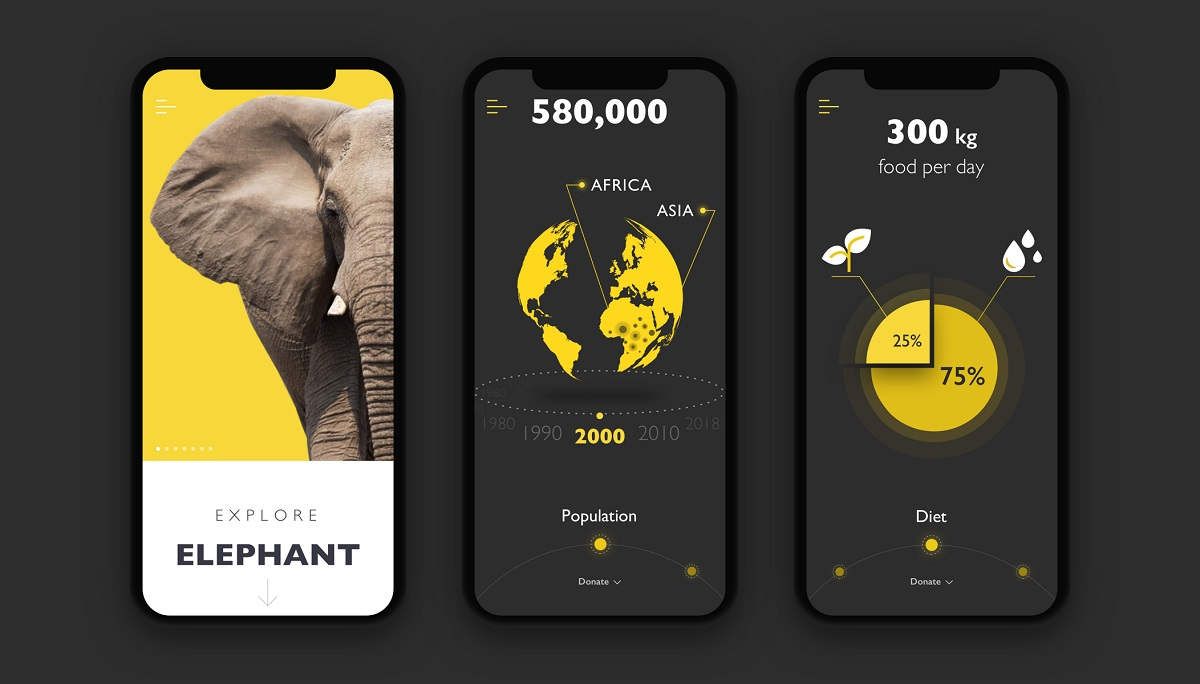 EXPLORE
ELEPHANT
580,000
AFRICA
ASIA
1980 1990 2000 2010 2018
Population
Donate
300 kg
food per day
25%
75%
Diet
Donate